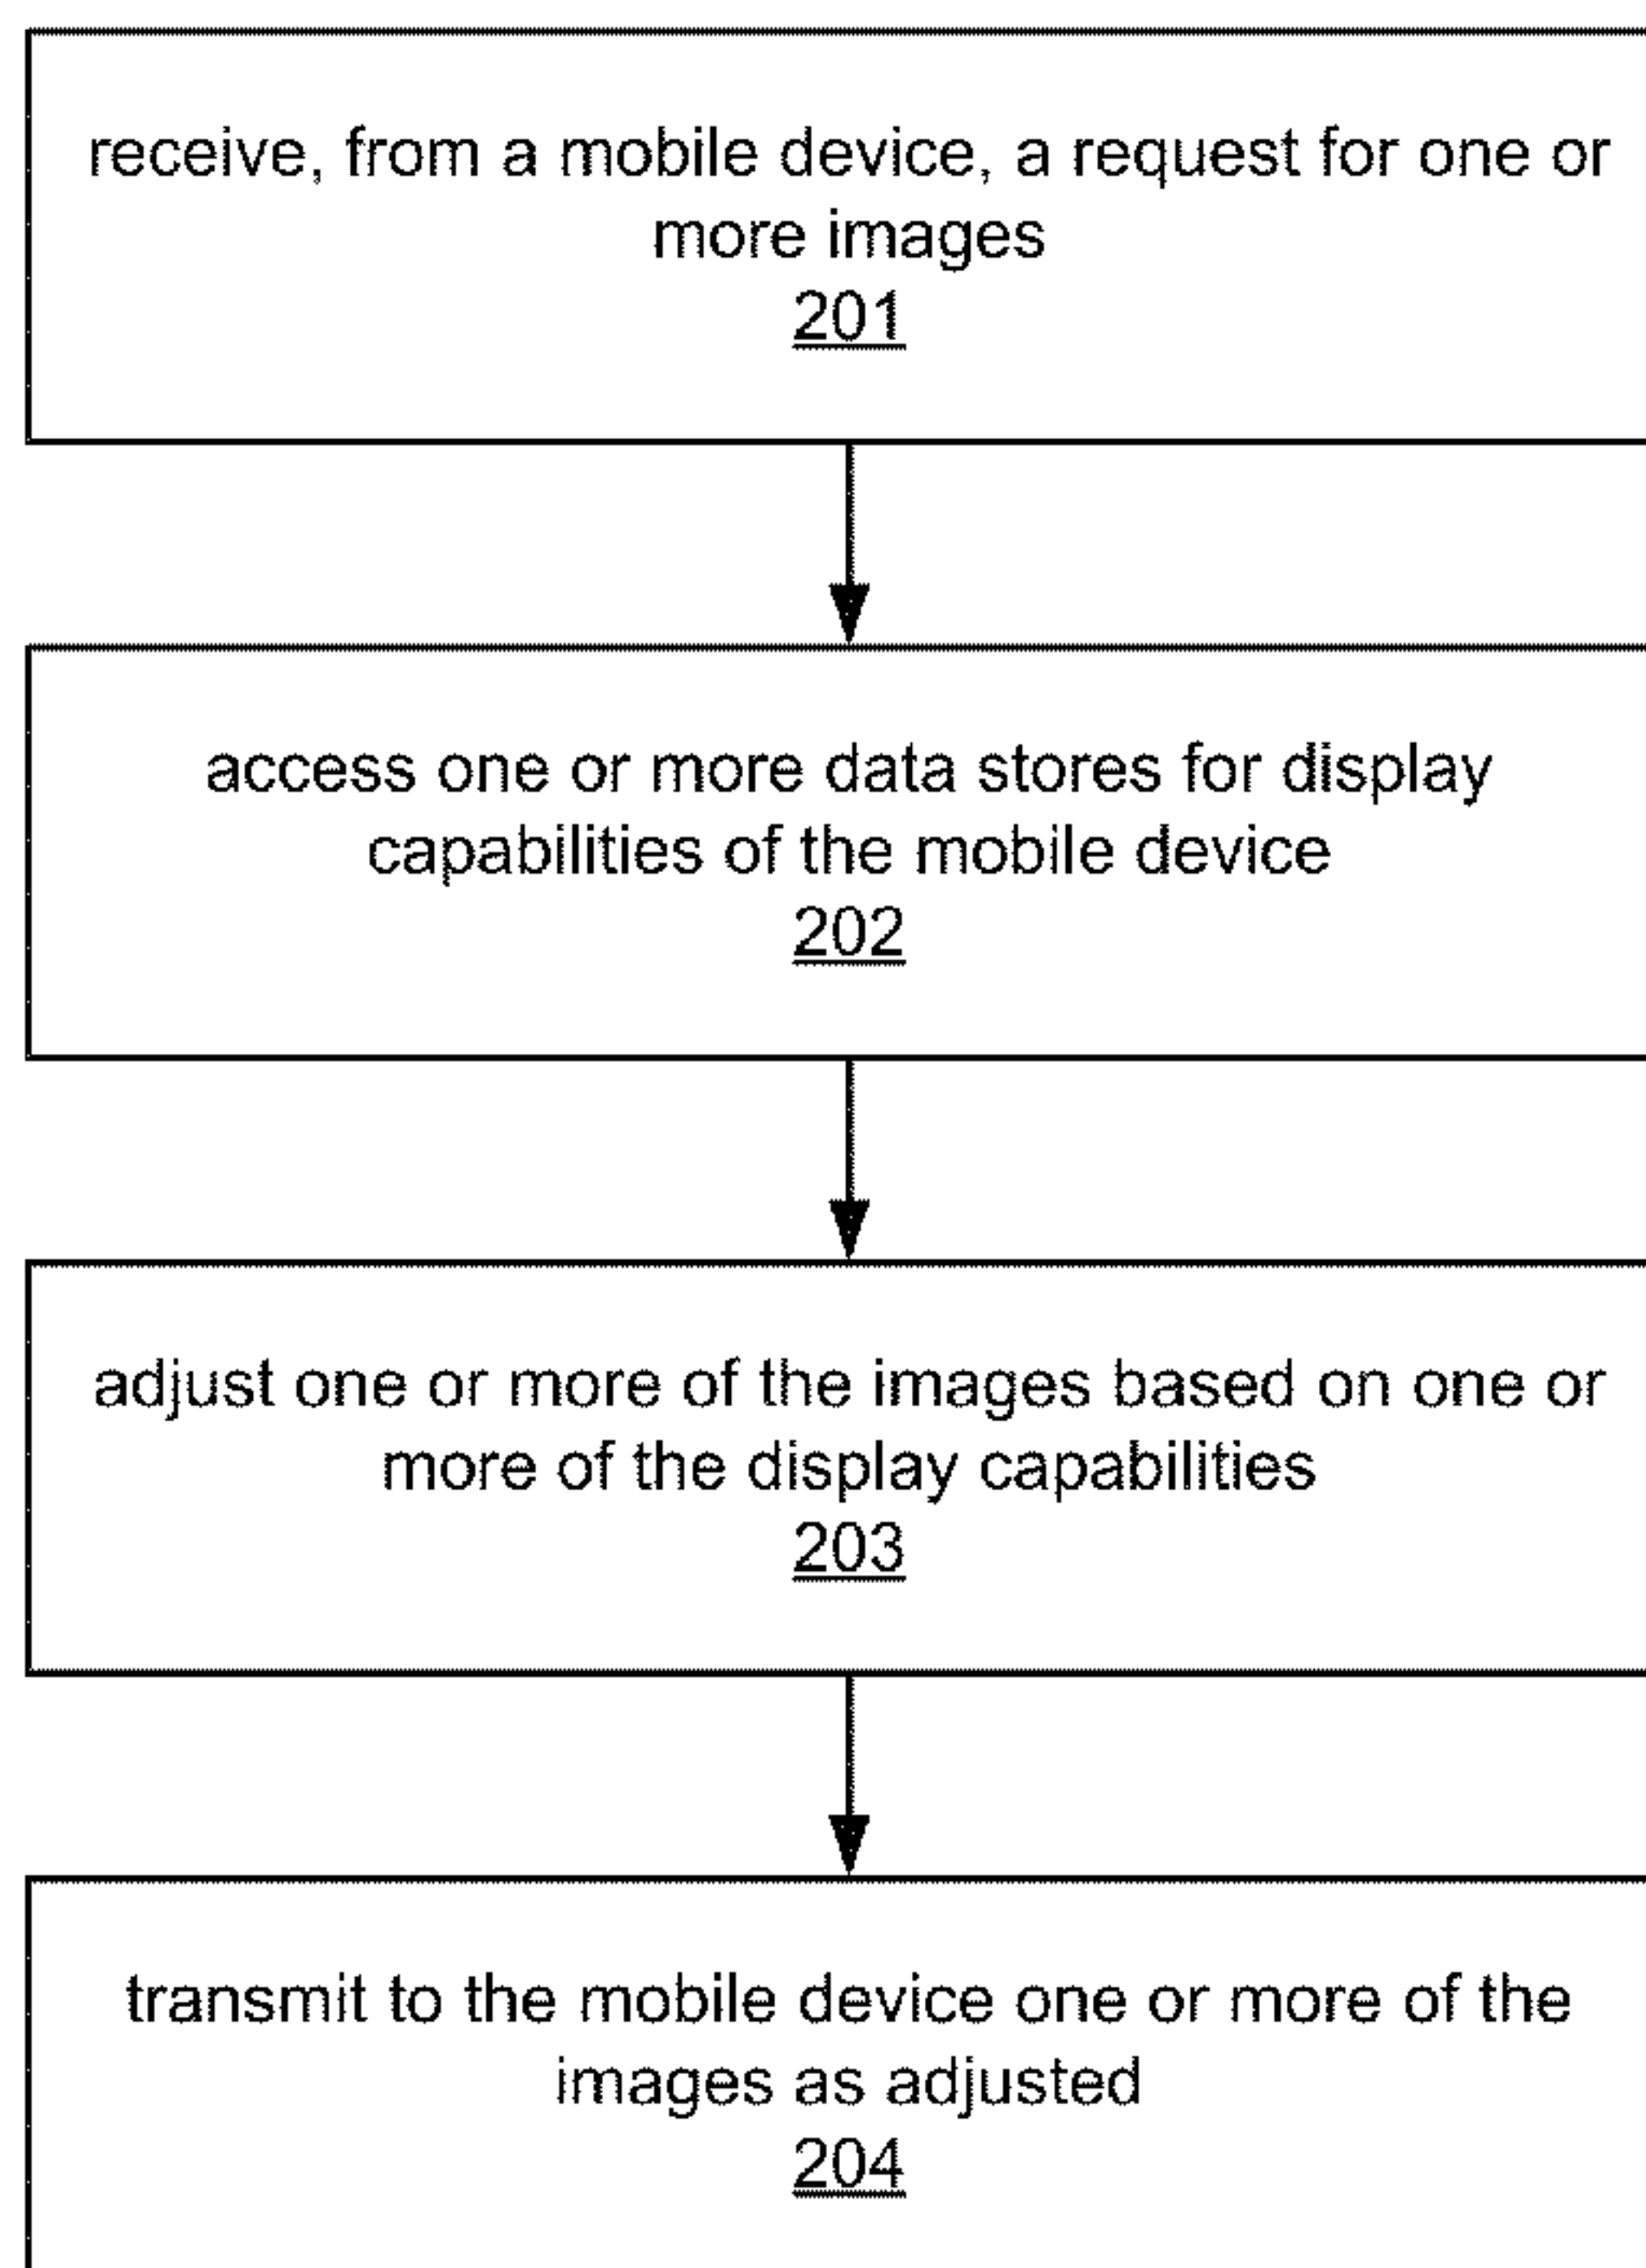 receive, from a mobile device, a request for one or
more images
201
access one or more data stores for display
capabilities of the mobile device
202
adjust one or more of the images based on one or
more of the display capabilities
203
transmit to the mobile device one or more of the
images as adjusted
204